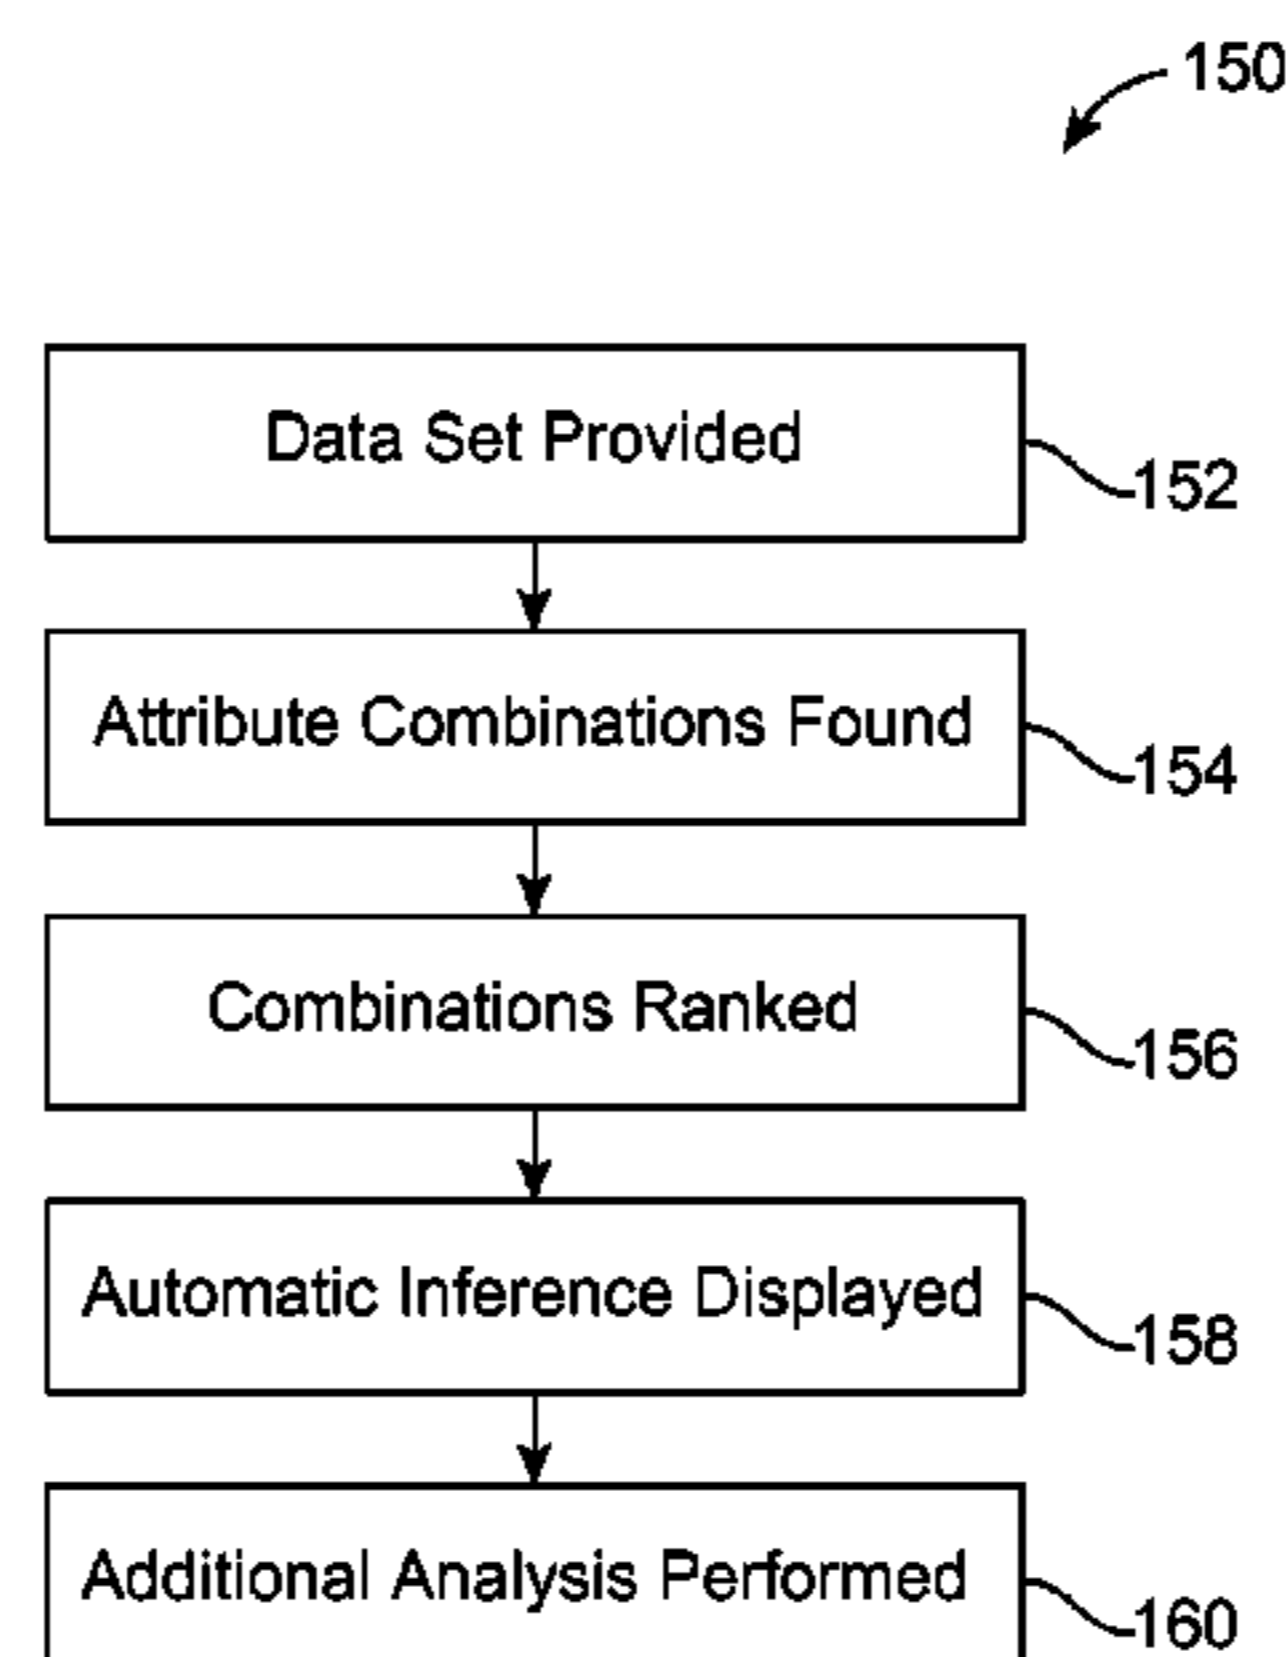 150
Data Set Provided
152
Attribute Combinations Found
154
Combinations Ranked
156
Automatic Inference Displayed
158
Additional Analysis Performed
160